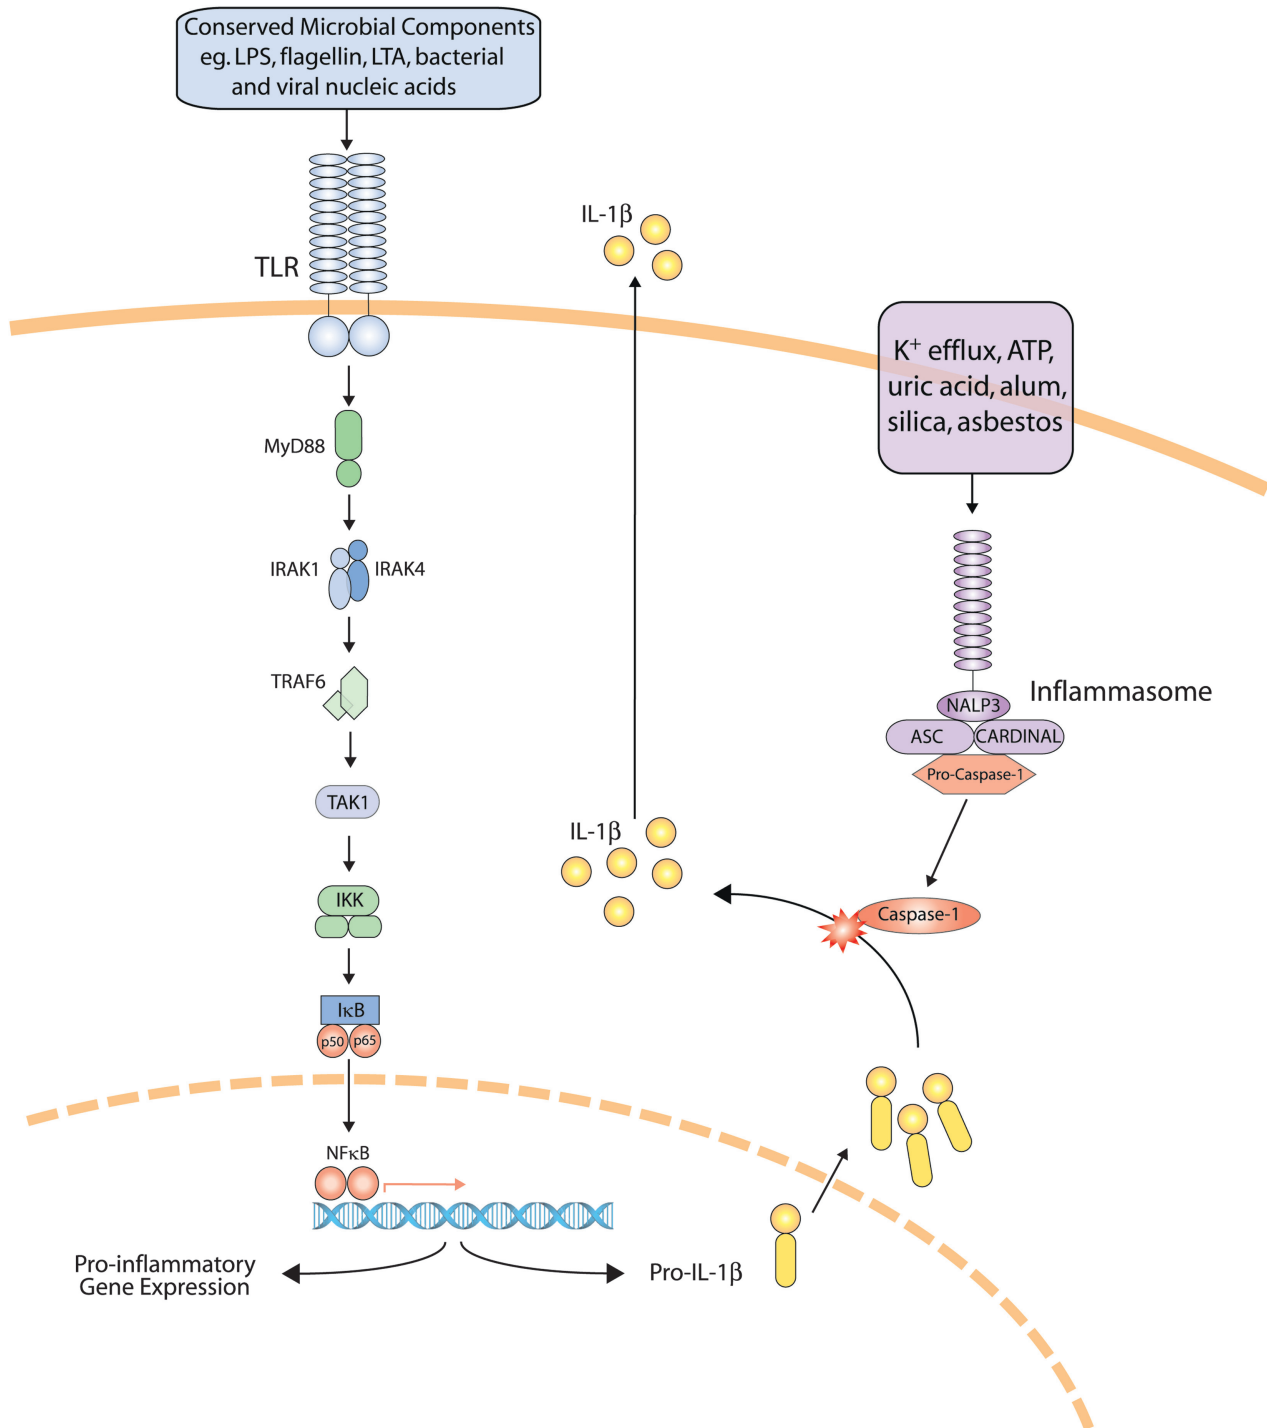 Conserved Microbial Components
eg. LPS, flagellin, LTA, bacterial
and viral nucleic acids
TLR
MyD88
IRAK1
IRAK4
TRAF6
TAK1
IKK
IκB
p50
p65
NFκB
Pro-inflammatory
Gene Expression
Pro-IL-1β
IL-1β
IL-1β
K⁺ efflux, ATP,
uric acid, alum,
silica, asbestos
Inflammasome
NALP3
ASC
CARDINAL
Pro-Caspase-1
Caspase-1